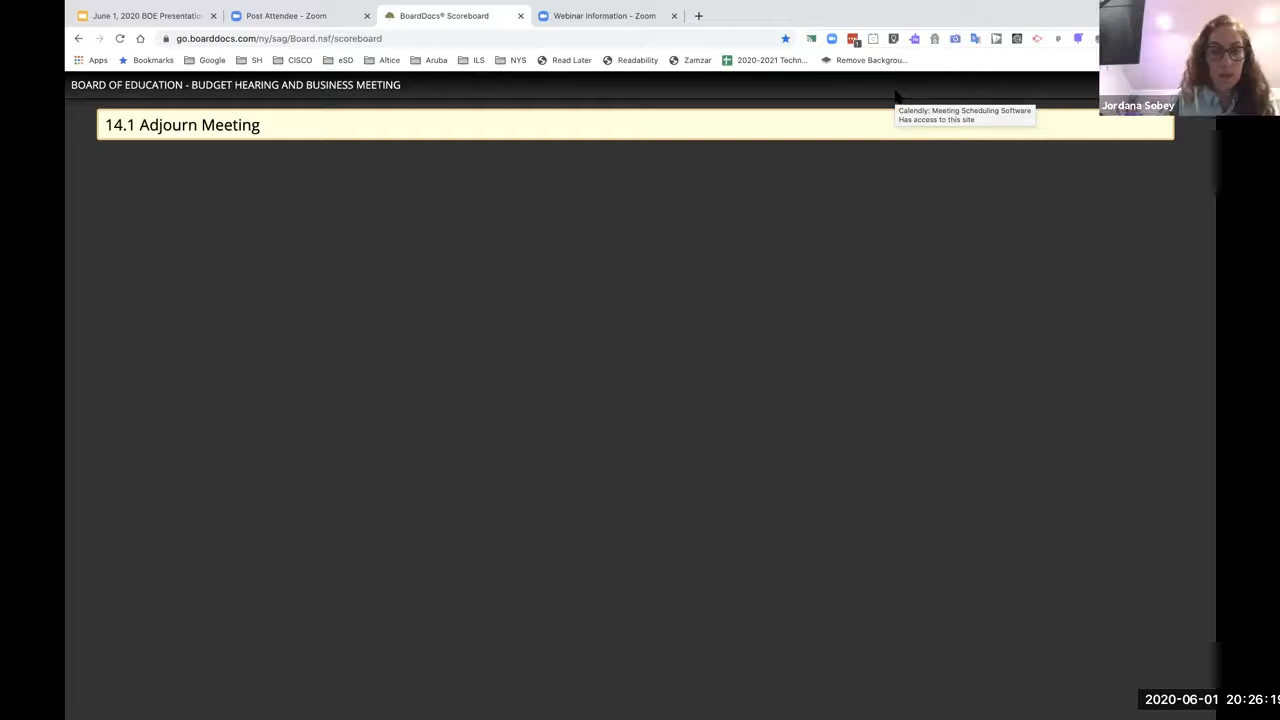 June 1, 2020 BOE Presentatio
Post Attendee - Zoom
BoardDocs® Scoreboard
Webinar Information - Zoom
go.boarddocs.com/ny/sag/Board.nsf/scoreboard
1
Apps
Bookmarks
Google
SH
CISCO
eSD
Altice
Aruba
ILS
NYS
Read Later
Readability
Zamzar
2020-2021 Techn...
Remove Backgrou...
BOARD OF EDUCATION - BUDGET HEARING AND BUSINESS MEETING
Jordana Sobey
Calendly: Meeting Scheduling Software
Has access to this site
14.1 Adjourn Meeting
2020-06-01 20:26:19